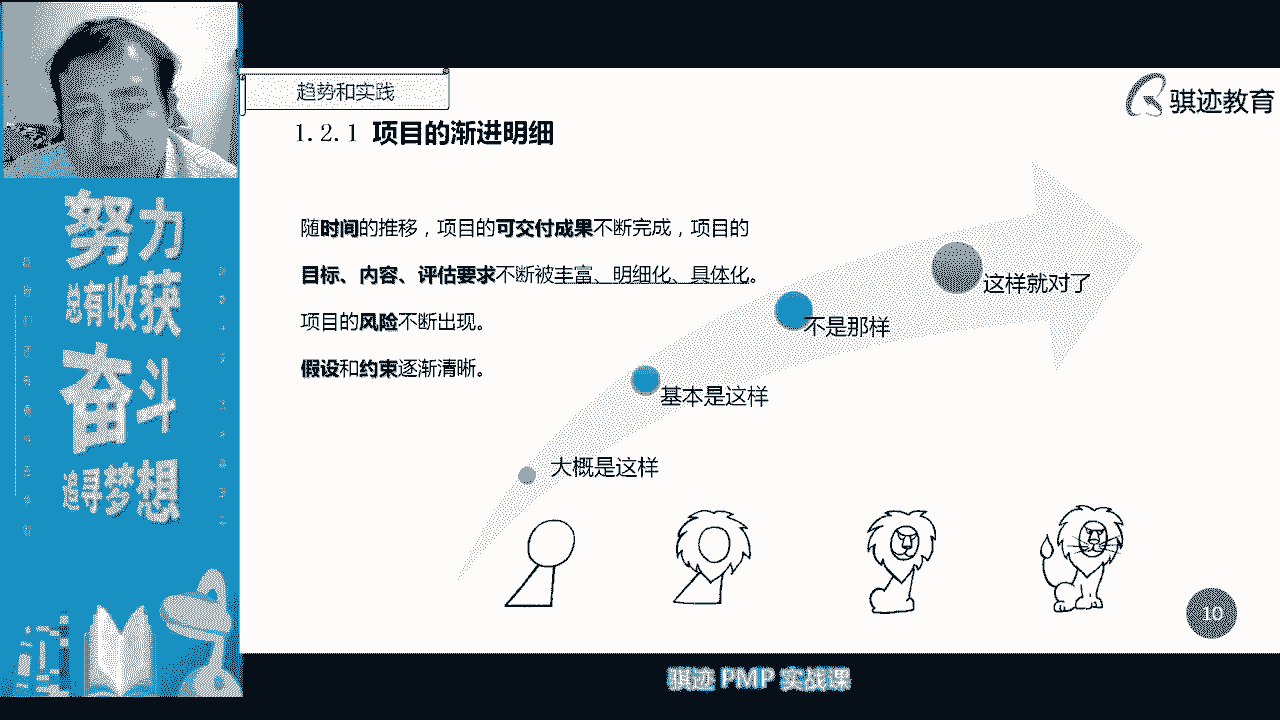 趋势和实践
骐迹教育
1.2.1 项目的渐进明细
随时间的推移，项目的可交付成果不断完成，项目的
目标、内容、评估要求不断被丰富、明细化、具体化。
项目的风险不断出现。
假设和约束逐渐清晰。
这样就对了
不是那样
基本是这样
大概是这样
10
努力
总有收获
奋斗
追寻梦想
骐迹 PMP 实战课